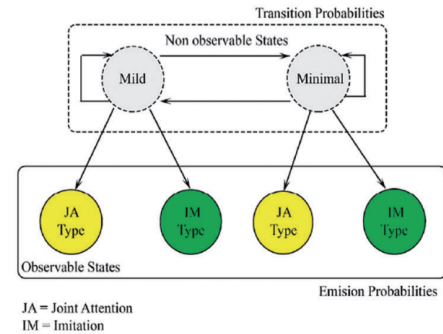 Transition Probabilities
Non observable States
Mild
Minimal
JA
Type
IM
Type
JA
Type
IM
Type
Observable States
Emision Probabilities
JA = Joint Attention
IM = Imitation